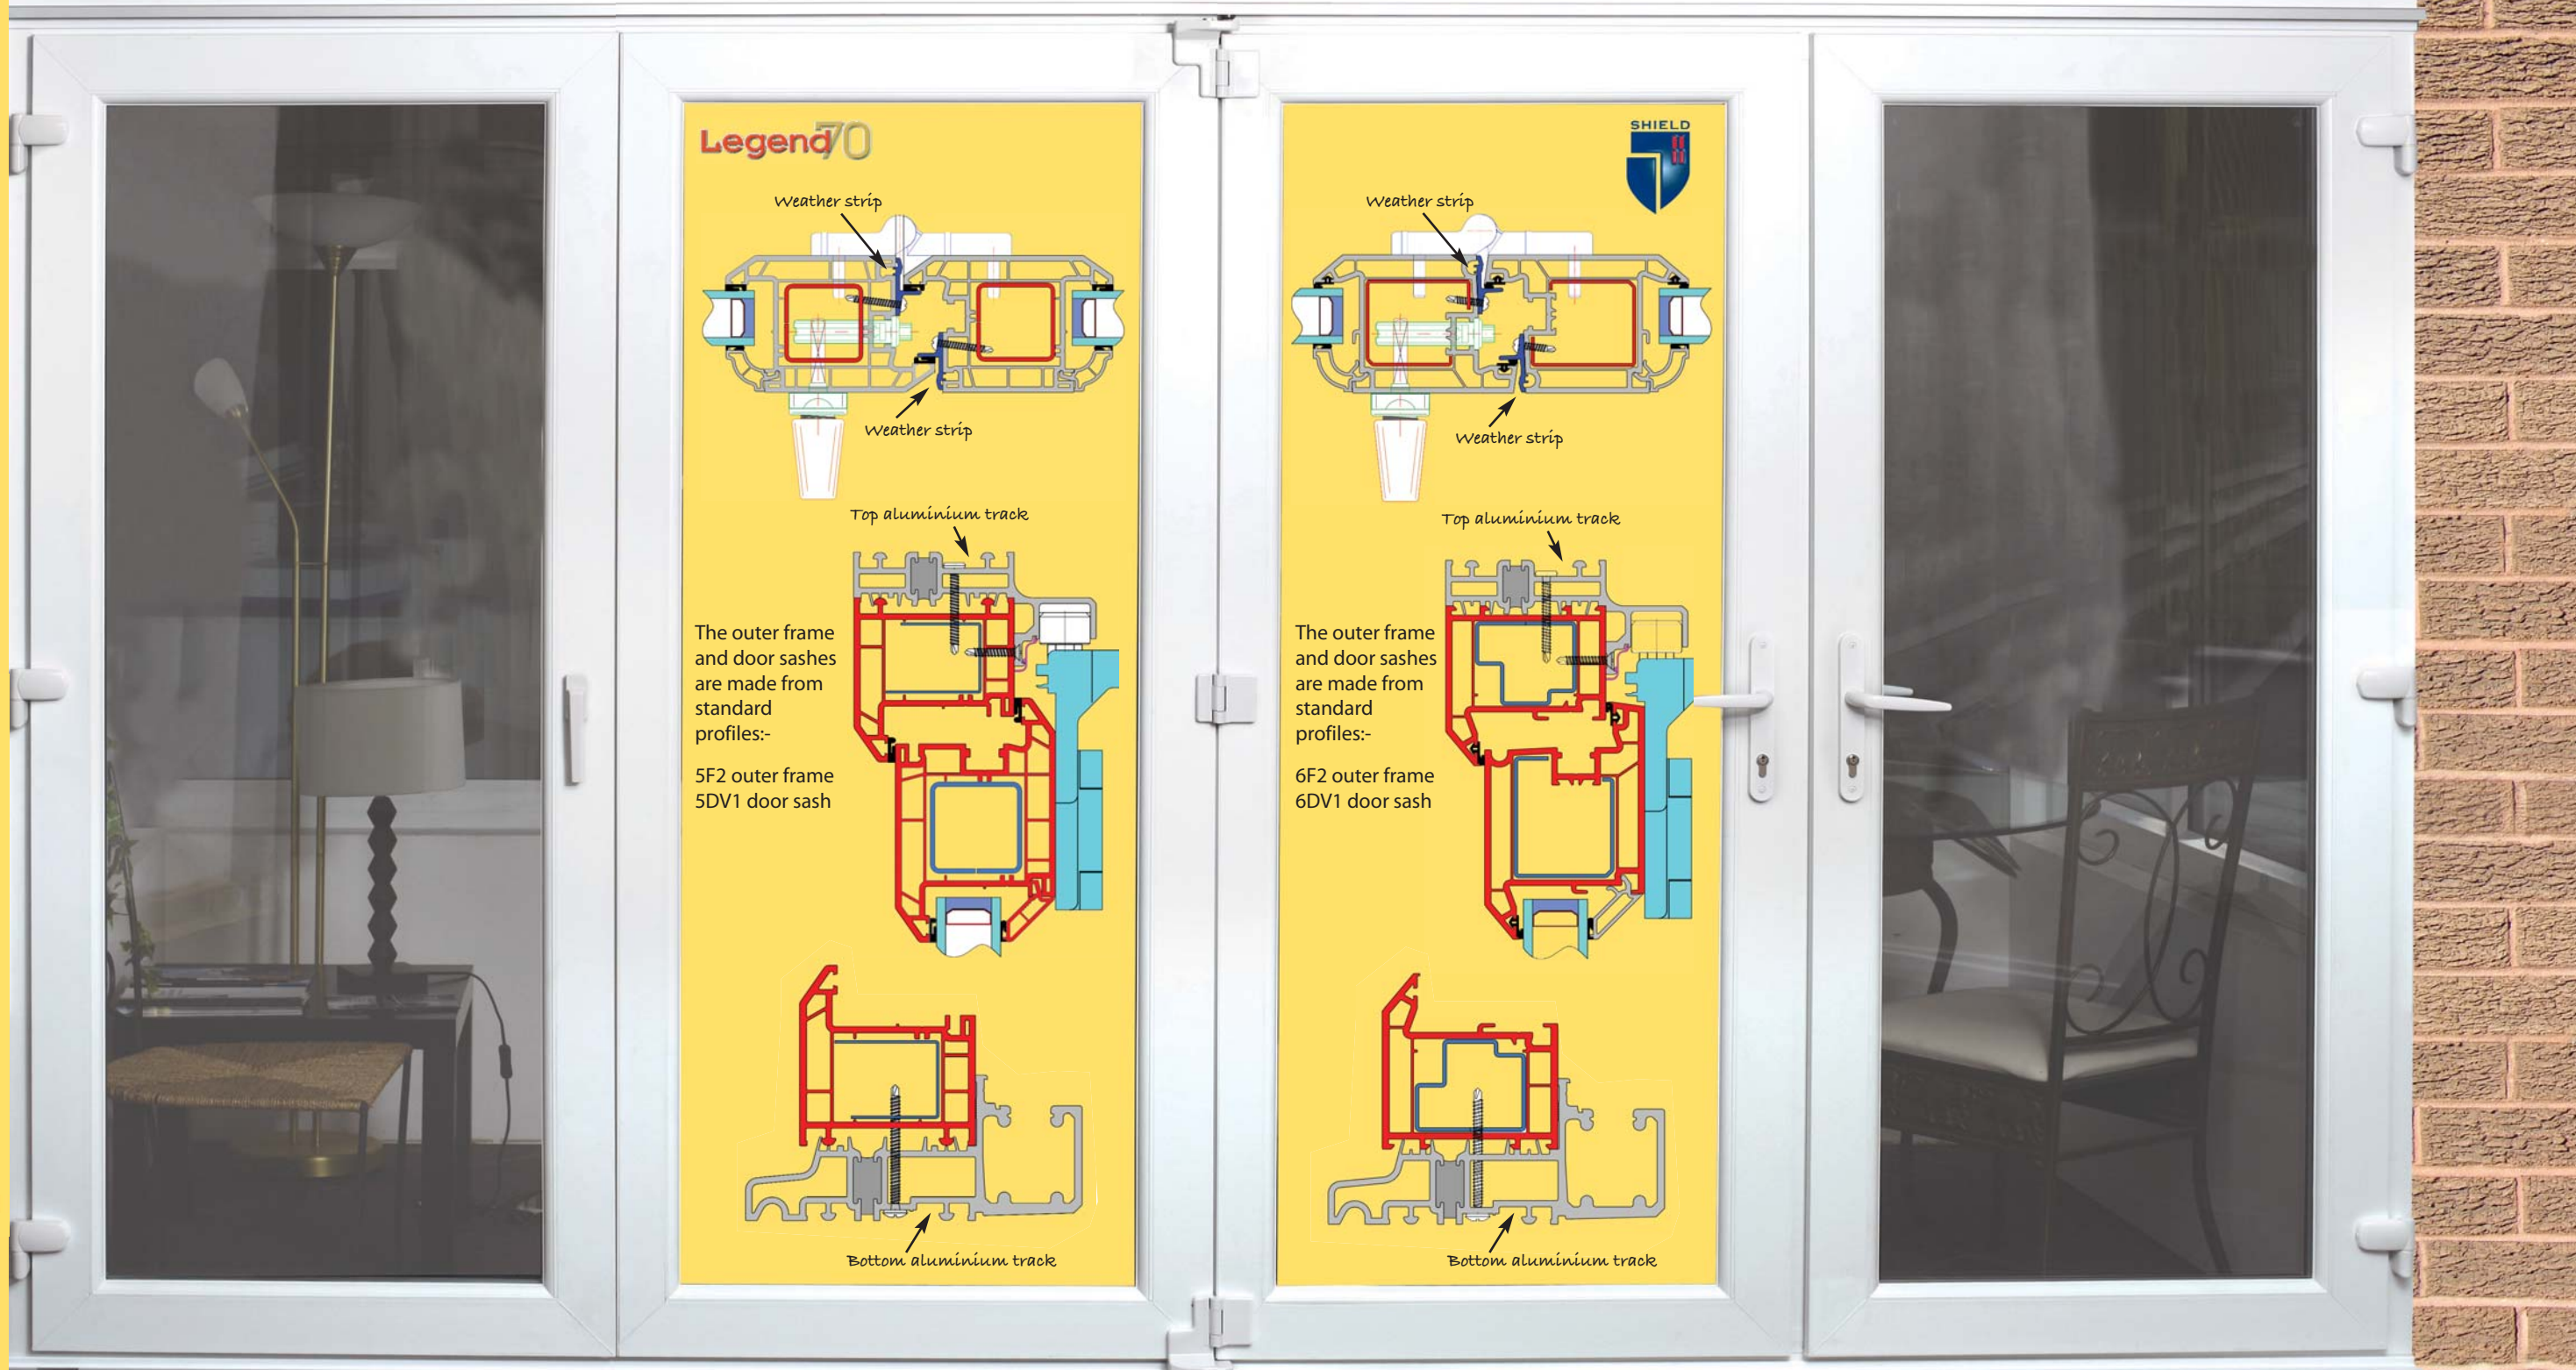 Legend 70
Weather strip
Weather strip
Top aluminium track
The outer frame
and door sashes
are made from
standard
profiles:-
5F2 outer frame
5DV1 door sash
Bottom aluminium track
SHIELD
Weather strip
Weather strip
Top aluminium track
The outer frame
and door sashes
are made from
standard
profiles:-
6F2 outer frame
6DV1 door sash
Bottom aluminium track